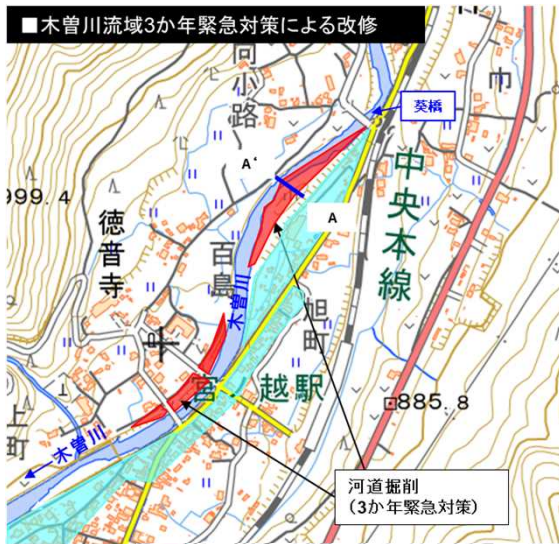 ■木曽川流域3か年緊急対策による改修
向小路
葵橋
巾
A'
999.4
A
中央本線
徳音寺
百島
木曽川
旭町
宮越駅
885.8
上町
木曽川
河道掘削
(3か年緊急対策)